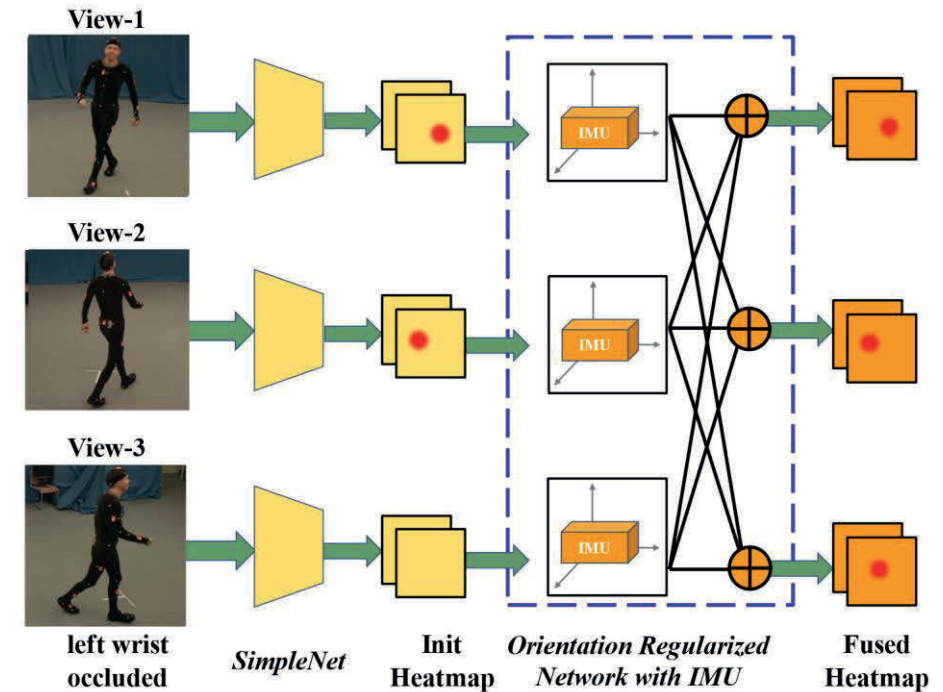 View-1
IMU
View-2
IMU
View-3
IMU
left wrist
occluded
SimpleNet
Init
Heatmap
Orientation Regularized
Network with IMU
Fused
Heatmap